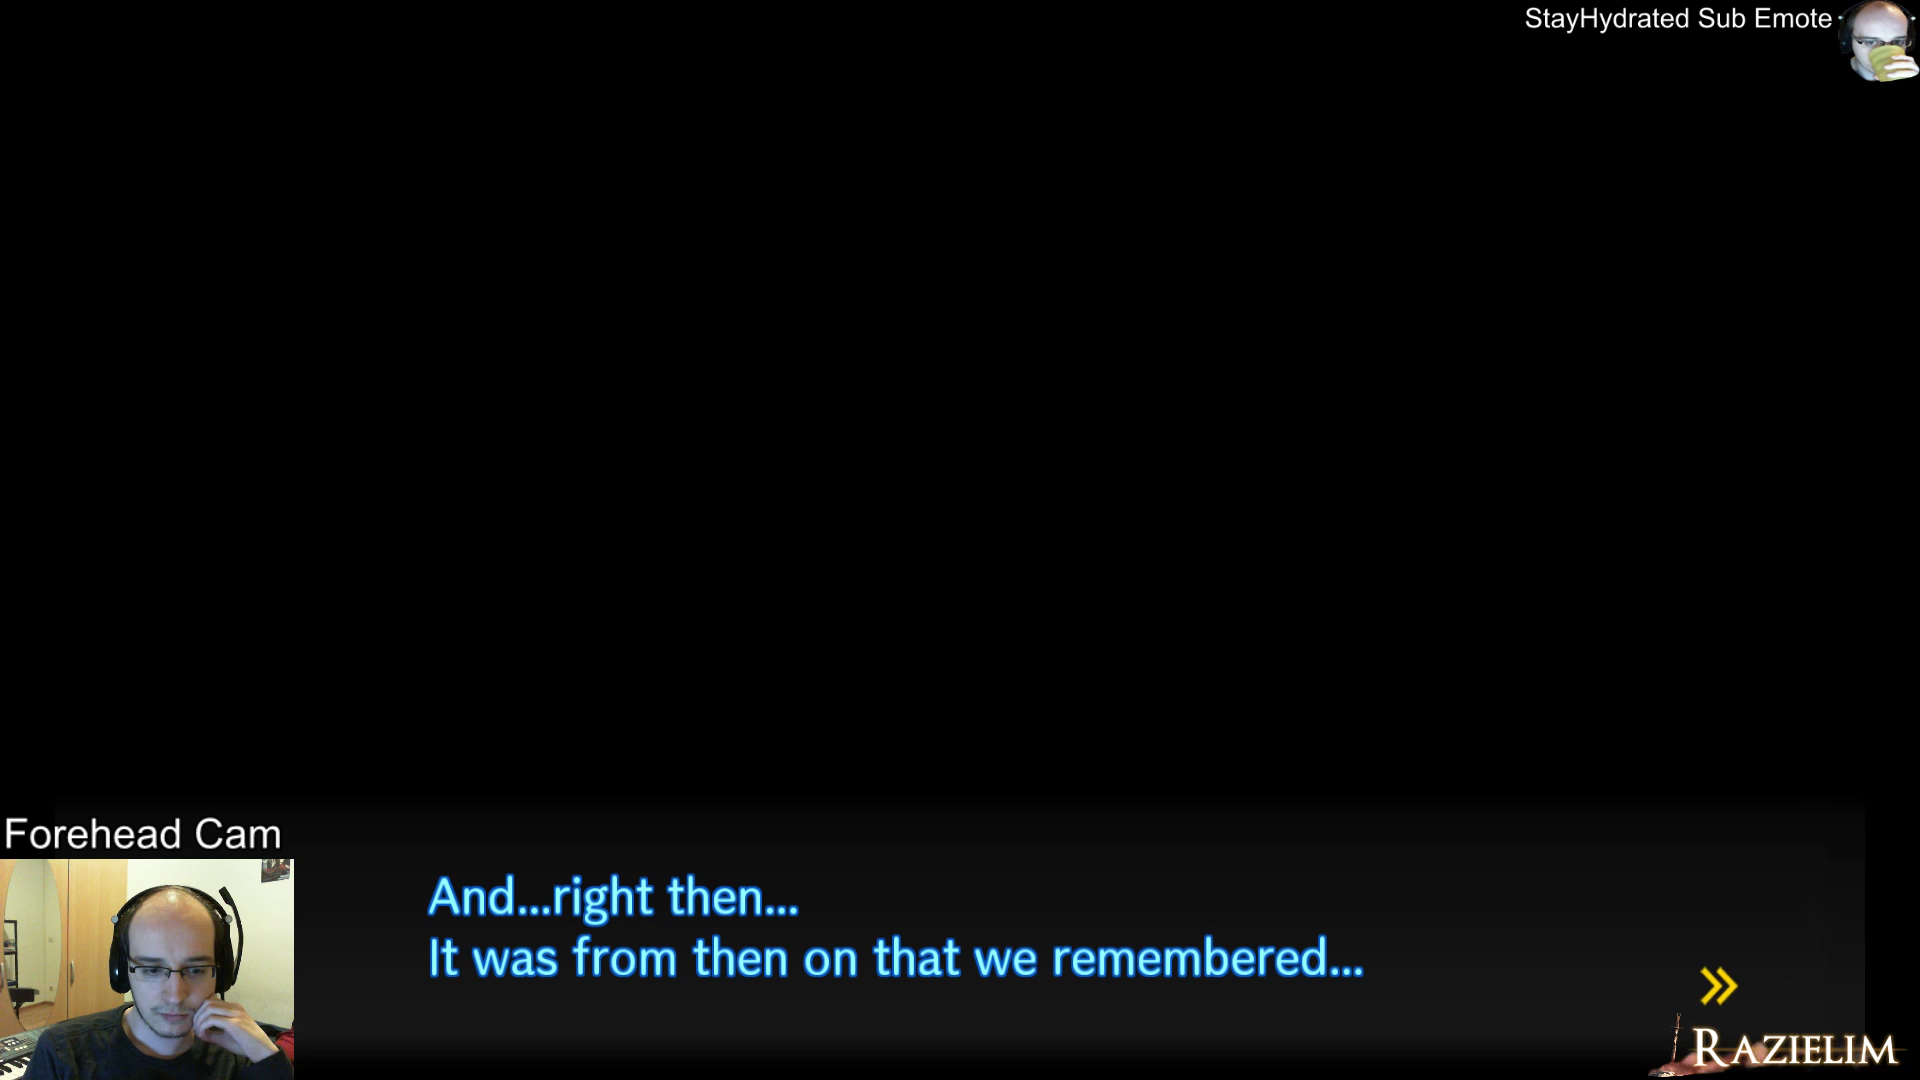 StayHydrated Sub Emote
Forehead Cam
And...right then...
It was from then on that we remembered...
RAZIELIM